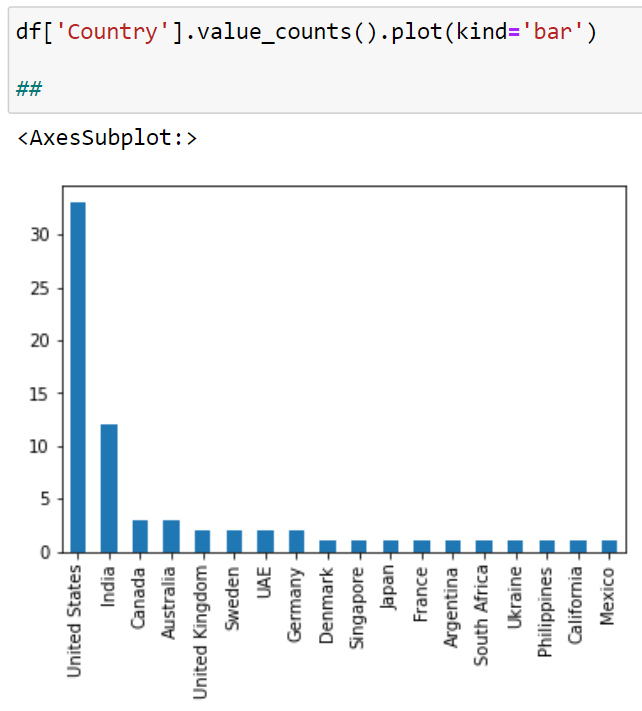 df['Country'].value_counts().plot(kind='bar')
##
<AxesSubplot:>
30
25
20
15
10
5
0
United States
India
Canada
Australia
United Kingdom
Sweden
UAE
Germany
Denmark
Singapore
Japan
France
Argentina
South Africa
Ukraine
Philippines
California
Mexico